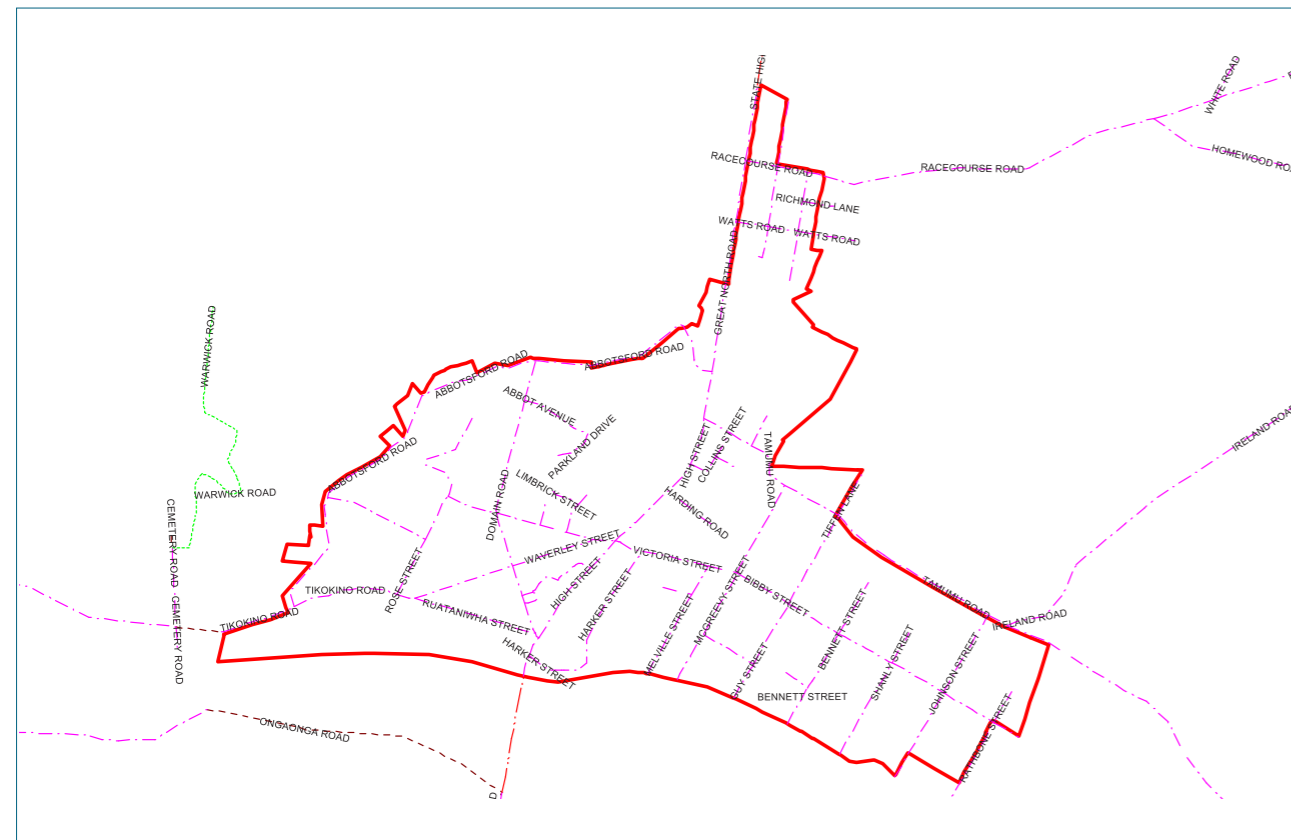 STATE HIG
WHITE ROAD
RACECOURSE ROAD
RACECOURSE ROAD
HOMEWOOD ROA
RICHMOND LANE
WATTS ROAD
WATTS ROAD
GREAT NORTH ROAD
WARWICK ROAD
ABBOTSFORD ROAD
ABBOTSFORD ROAD
ABBOT AVENUE
PARKLAND DRIVE
IRELAND ROAD
HIGH STREET
COLLINS STREET
TAMUMU ROAD
ABBOTSFORD ROAD
LIMBRICK STREET
WARWICK ROAD
DOMAIN ROAD
HARDING ROAD
TIFFEN LANE
CEMETERY ROAD
WAVERLEY STREET
VICTORIA STREET
BIBBY STREET
HIGH STREET
HARKER STREET
TIKOKINO ROAD
ROSE STREET
RUATANIWHA STREET
MCGREEVY STREET
MELVILLE STREET
BENNETT STREET
TAMUMU ROAD
IRELAND ROAD
TIKOKINO ROAD
CEMETERY ROAD
HARKER STREET
GUY STREET
SHANLY STREET
JOHNSON STREET
BENNETT STREET
RATHBONE STREET
ONGAONGA ROAD
D